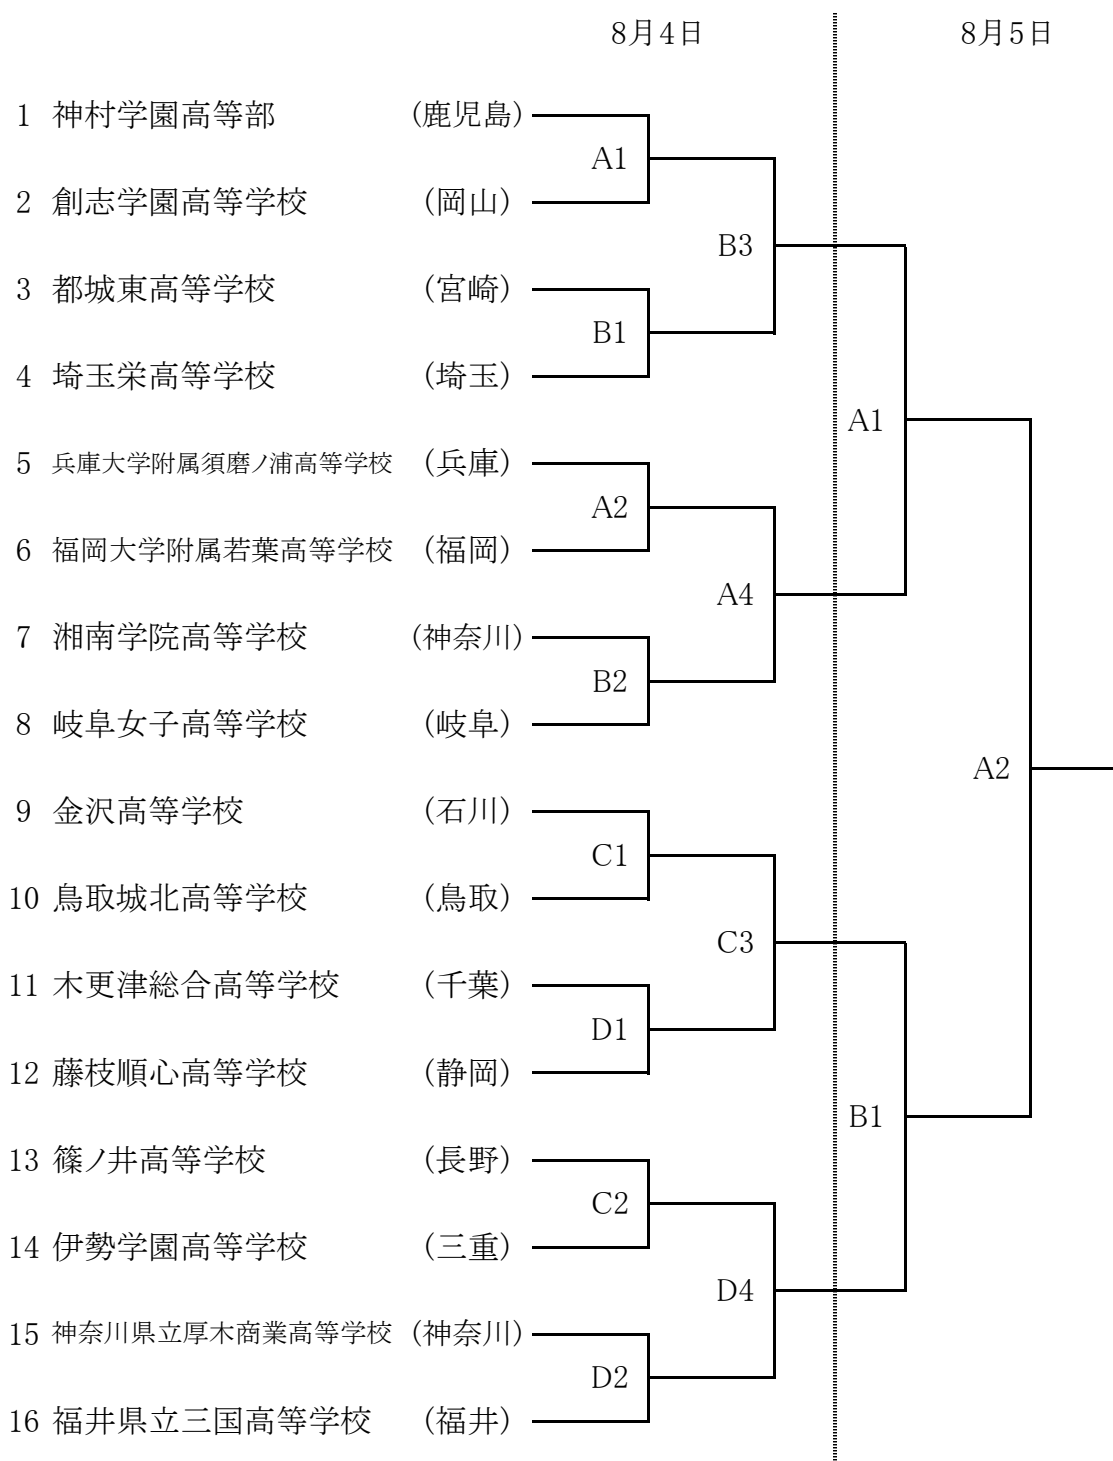 8月4日 8月5日
1 神村学園高等部 (鹿児島)
A1
2 創志学園高等学校 (岡山)
B3
3 都城東高等学校 (宮崎)
B1
4 埼玉栄高等学校 (埼玉)
A1
5 兵庫大学附属須磨ノ浦高等学校 (兵庫)
A2
6 福岡大学附属若葉高等学校 (福岡)
A4
7 湘南学院高等学校 (神奈川)
B2
8 岐阜女子高等学校 (岐阜)
A2
9 金沢高等学校 (石川)
C1
10 鳥取城北高等学校 (鳥取)
C3
11 木更津総合高等学校 (千葉)
D1
12 藤枝順心高等学校 (静岡)
B1
13 篠ノ井高等学校 (長野)
C2
14 伊勢学園高等学校 (三重)
D4
15 神奈川県立厚木商業高等学校 (神奈川)
D2
16 福井県立三国高等学校 (福井)